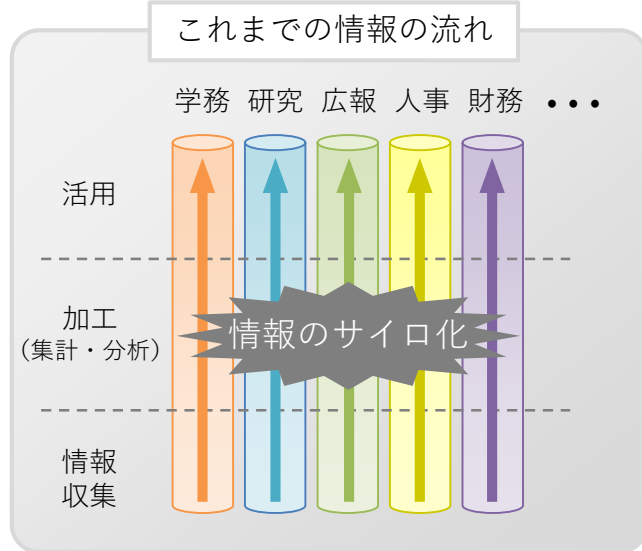 これまでの情報の流れ
学務 研究 広報 人事 財務 •••
活用
加工
（集計・分析）
情報のサイロ化
情報
収集